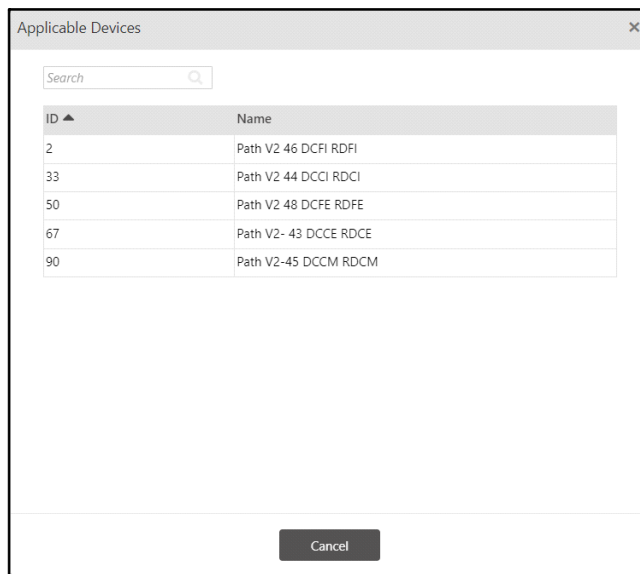 Applicable Devices
Search
ID Name
2 Path V2 46 DCFI RDFI
33 Path V2 44 DCCI RDCI
50 Path V2 48 DCFE RDFE
67 Path V2- 43 DCCE RDCE
90 Path V2-45 DCCM RDCM
Cancel